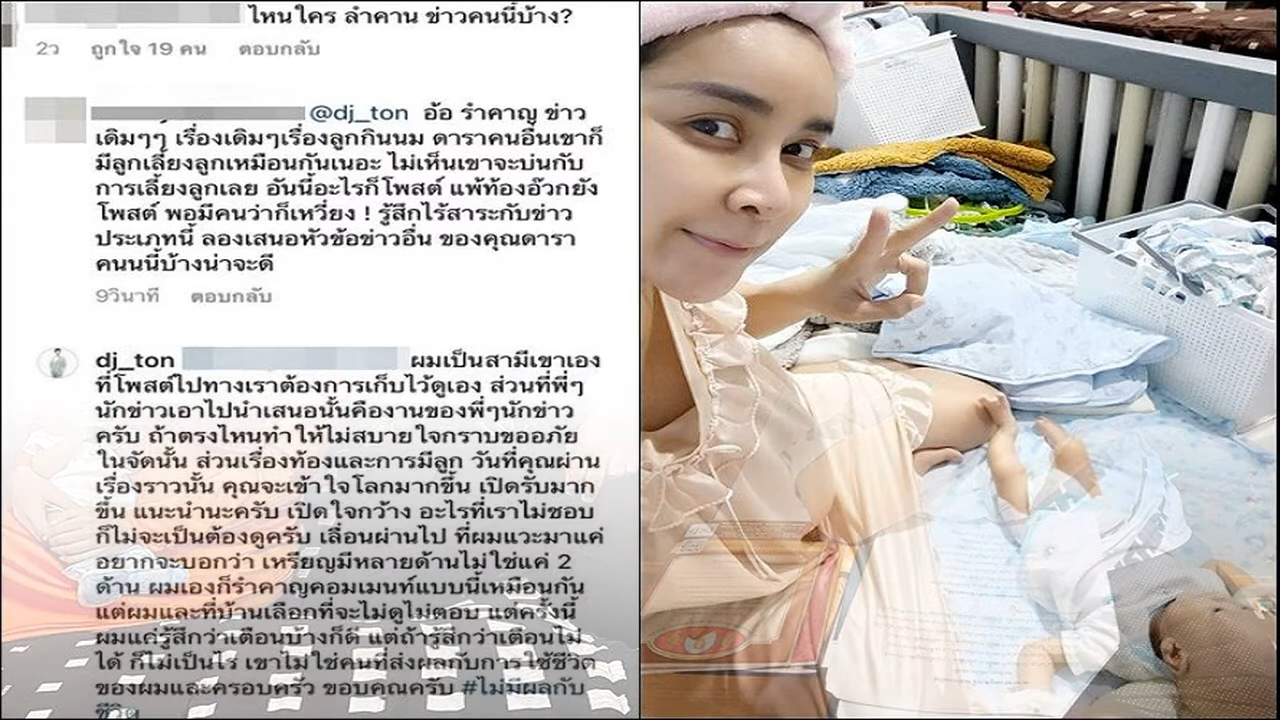 ไหนใคร ลำคาน ข่าวคนนี้บ้าง?
2ว ถูกใจ 19 คน ตอบกลับ
@dj_ton อ้อ รำคาญ ข่าว
เดิมๆๆ เรื่องเดิมๆเรื่องลูกกินนม ดาราคนอื่นเขาก็
มีลูกเลี้ยงลูกเหมือนกันเนอะ ไม่เห็นเขาจะบ่นกับ
การเลี้ยงลูกเลย อันนี้อะไรก็โพสต์ แพ้ท้องอ๊วกยัง
โพสต์ พอมีคนว่าก็เหวี่ยง ! รู้สึกไร้สาระกับข่าว
ประเภทนี้ ลองเสนอหัวข้อข่าวอื่น ของคุณดารา
คนนนี้บ้างน่าจะดี
9วินาที ตอบกลับ
dj_ton ผมเป็นสามีเขาเอง
ที่โพสต์ไปทางเราต้องการเก็บไว้ดูเอง ส่วนที่พี่ๆ
นักข่าวเอาไปนำเสนอนั้นคืองานของพี่ๆนักข่าว
ครับ ถ้าตรงไหนทำให้ไม่สบายใจกราบขออภัย
ในจัดนั้น ส่วนเรื่องท้องและการมีลูก วันที่คุณผ่าน
เรื่องราวนั้น คุณจะเข้าใจโลกมากขึ้น เปิดรับมาก
ขึ้น แนะนำนะครับ เปิดใจกว้าง อะไรที่เราไม่ชอบ
ก็ไม่จะเป็นต้องดูครับ เลื่อนผ่านไป ที่ผมแวะมาแค่
อยากจะบอกว่า เหรียญมีหลายด้านไม่ใช่แค่ 2
ด้าน ผมเองก็รำคาญคอมเมนท์แบบนี้เหมือนกัน
แต่ผมและที่บ้านเลือกที่จะไม่ดูไม่ตอบ แต่ครั้งนี้
ผมแค่รู้สึกว่าเตือนบ้างก็ดี แต่ถ้ารู้สึกว่าเตือนไม่
ได้ ก็ไม่เป็นไร เขาไม่ใช่คนที่ส่งผลกับการใช้ชีวิต
ของผมและครอบครัว ขอบคุณครับ #ไม่มีผลกับ
ชีวิต